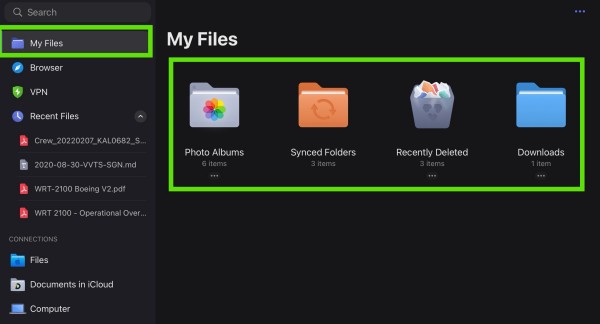 Search
My Files
Browser
VPN
Recent Files
Crew_20220207_KAL0682_S...
2020-08-30-VVTS-SGN.md
WRT-2100 Boeing V2.pdf
WRT 2100 - Operational Over...
CONNECTIONS
Files
Documents in iCloud
Computer
My Files
Photo Albums
6 items
Synced Folders
3 items
Recently Deleted
3 items
Downloads
1 item